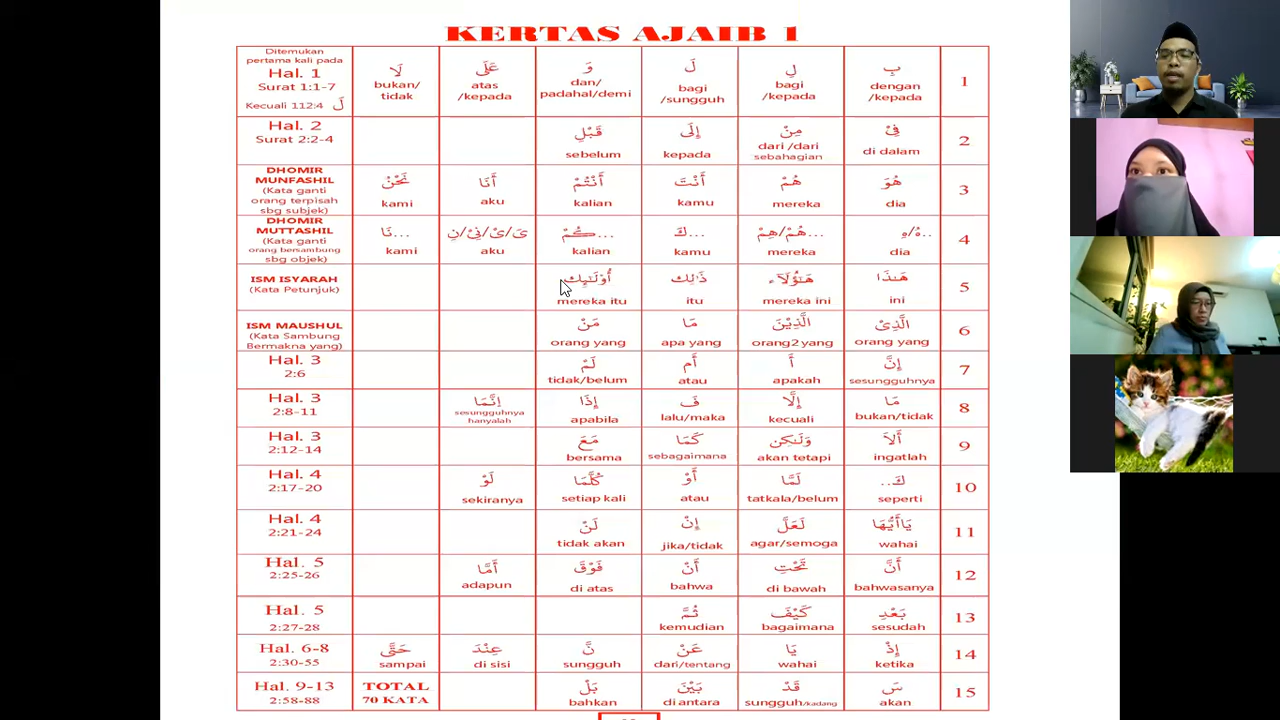 KERTAS AJAIB 1
Ditemukan
pertama kali pada
Hal. 1
Surat 1:1-7
Kecuali 112:4 لَ
لَا
bukan/
tidak
عَلَى
atas
/kepada
وَ
dan/
padahal/demi
لَ
bagi
/sungguh
لِ
bagi
/kepada
بِ
dengan
/kepada
1
Hal. 2
Surat 2:2-4
قَبْلِ
sebelum
إِلَى
kepada
مِنْ
dari /dari
sebahagian
فِيْ
di dalam
2
DHOMIR
MUNFASHIL
(Kata ganti
orang terpisah
sbg subjek)
نَحْنُ
kami
أَنَا
aku
أَنْتُمْ
kalian
أَنْتَ
kamu
هُمْ
mereka
هُوَ
dia
3
DHOMIR
MUTTASHIL
(Kata ganti
orang bersambung
sbg objek)
...نَا
kami
يَ/يْ/نِيْ/نِ
aku
...كُمْ
kalian
...كَ
kamu
...هُمْ/هِمْ
mereka
..هُ/هِ
dia
4
ISM ISYARAH
(Kata Petunjuk)
أُوْلَـٰئِكَ
mereka itu
ذَٰلِكَ
itu
هَـٰٓؤُلَآءِ
mereka ini
هَـٰذَا
ini
5
ISM MAUSHUL
(Kata Sambung
Bermakna yang)
مَنْ
orang yang
مَا
apa yang
الَّذِيْنَ
orang2 yang
الَّذِيْ
orang yang
6
Hal. 3
2:6
لَمْ
tidak/belum
أَم
atau
أَ
apakah
إِنَّ
sesungguhnya
7
Hal. 3
2:8-11
إِنَّمَا
sesungguhnya
hanyalah
إِذَا
apabila
فَ
lalu/maka
إِلَّا
kecuali
مَا
bukan/tidak
8
Hal. 3
2:12-14
مَعَ
bersama
كَمَا
sebagaimana
وَلَـٰكِن
akan tetapi
أَلَا
ingatlah
9
Hal. 4
2:17-20
لَوْ
sekiranya
كُلَّمَا
setiap kali
أَوْ
atau
لَمَّا
tatkala/belum
كَ..
seperti
10
Hal. 4
2:21-24
لَنْ
tidak akan
إِنْ
jika/tidak
لَعَلَّ
agar/semoga
يَاأَيُّهَا
wahai
11
Hal. 5
2:25-26
أَمَّا
adapun
فَوْقَ
di atas
أَنْ
bahwa
تَحْتِ
di bawah
أَنَّ
bahwasanya
12
Hal. 5
2:27-28
ثُمَّ
kemudian
كَيْفَ
bagaimana
بَعْدِ
sesudah
13
Hal. 6-8
2:30-55
حَتَّى
sampai
عِنْدَ
di sisi
نَّ
sungguh
عَنْ
dari/tentang
يَا
wahai
إِذْ
ketika
14
Hal. 9-13
2:58-88
TOTAL
70 KATA
بَلْ
bahkan
بَيْنَ
di antara
قَدْ
sungguh/kadang
سَ
akan
15